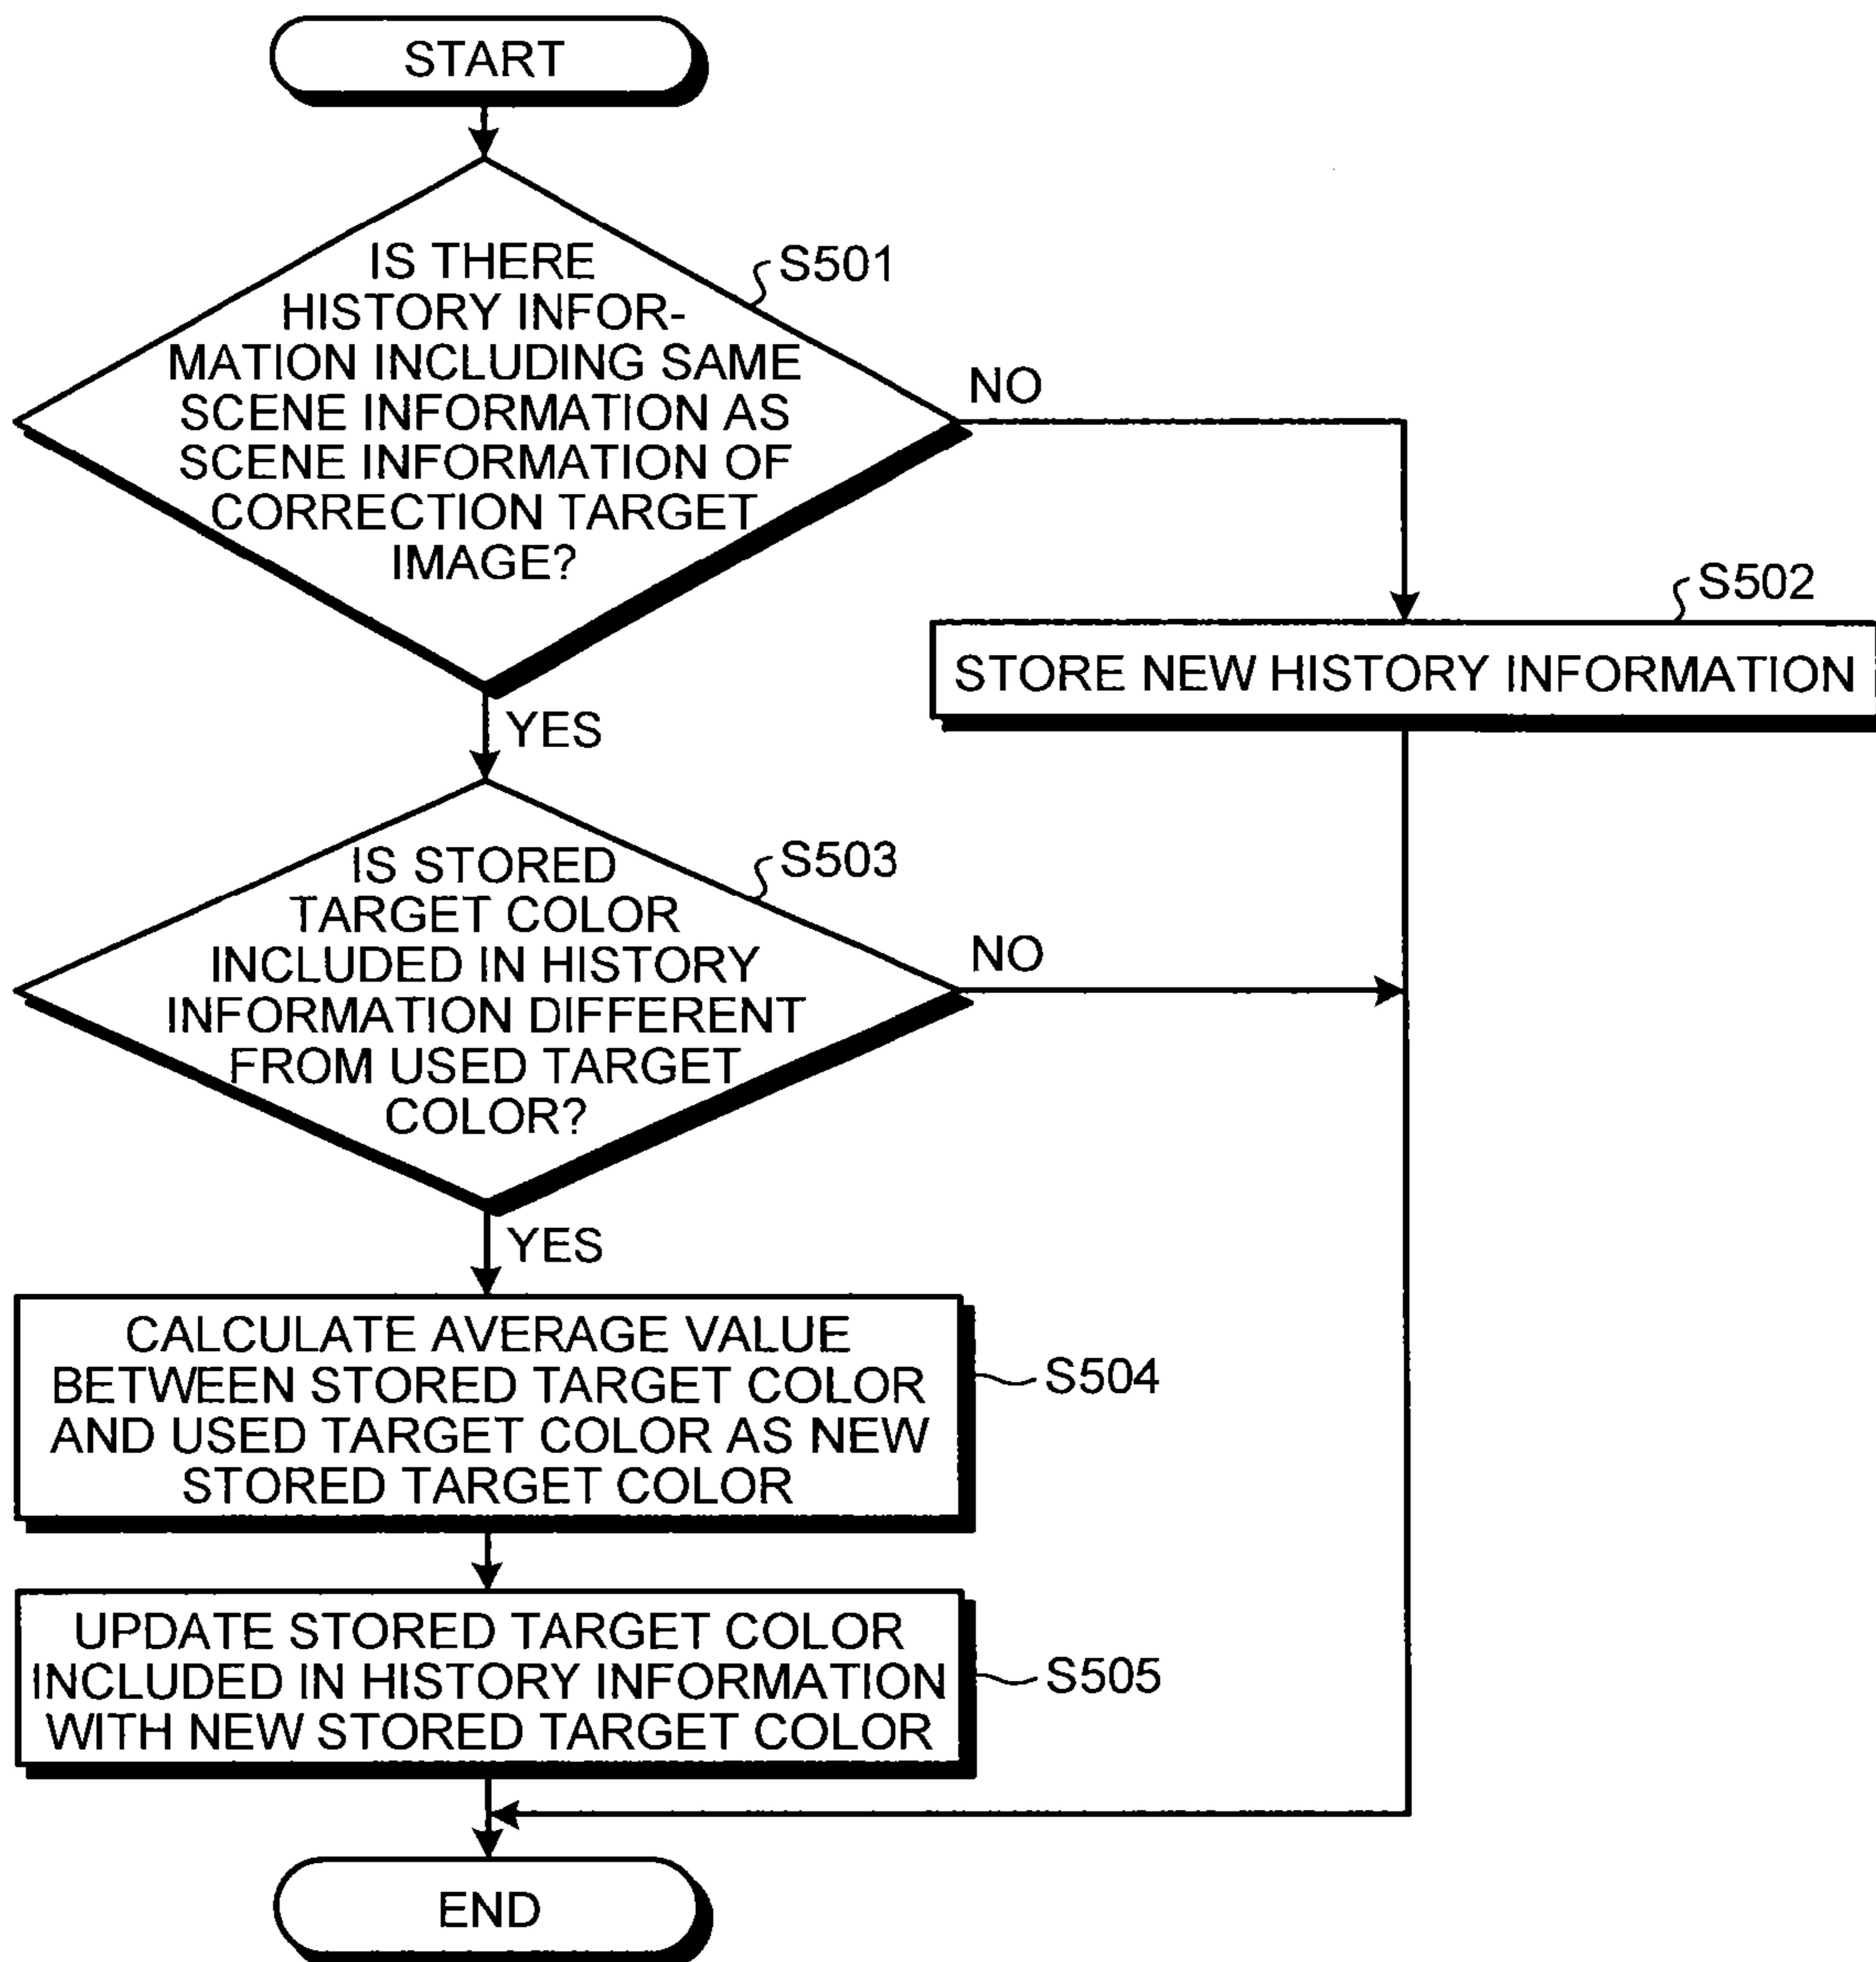 START
IS THERE
HISTORY INFOR-
MATION INCLUDING SAME
SCENE INFORMATION AS
SCENE INFORMATION OF
CORRECTION TARGET
IMAGE?
S501
NO
S502
STORE NEW HISTORY INFORMATION
YES
IS STORED
TARGET COLOR
INCLUDED IN HISTORY
INFORMATION DIFFERENT
FROM USED TARGET
COLOR?
S503
NO
YES
CALCULATE AVERAGE VALUE
BETWEEN STORED TARGET COLOR
AND USED TARGET COLOR AS NEW
STORED TARGET COLOR
S504
UPDATE STORED TARGET COLOR
INCLUDED IN HISTORY INFORMATION
WITH NEW STORED TARGET COLOR
S505
END